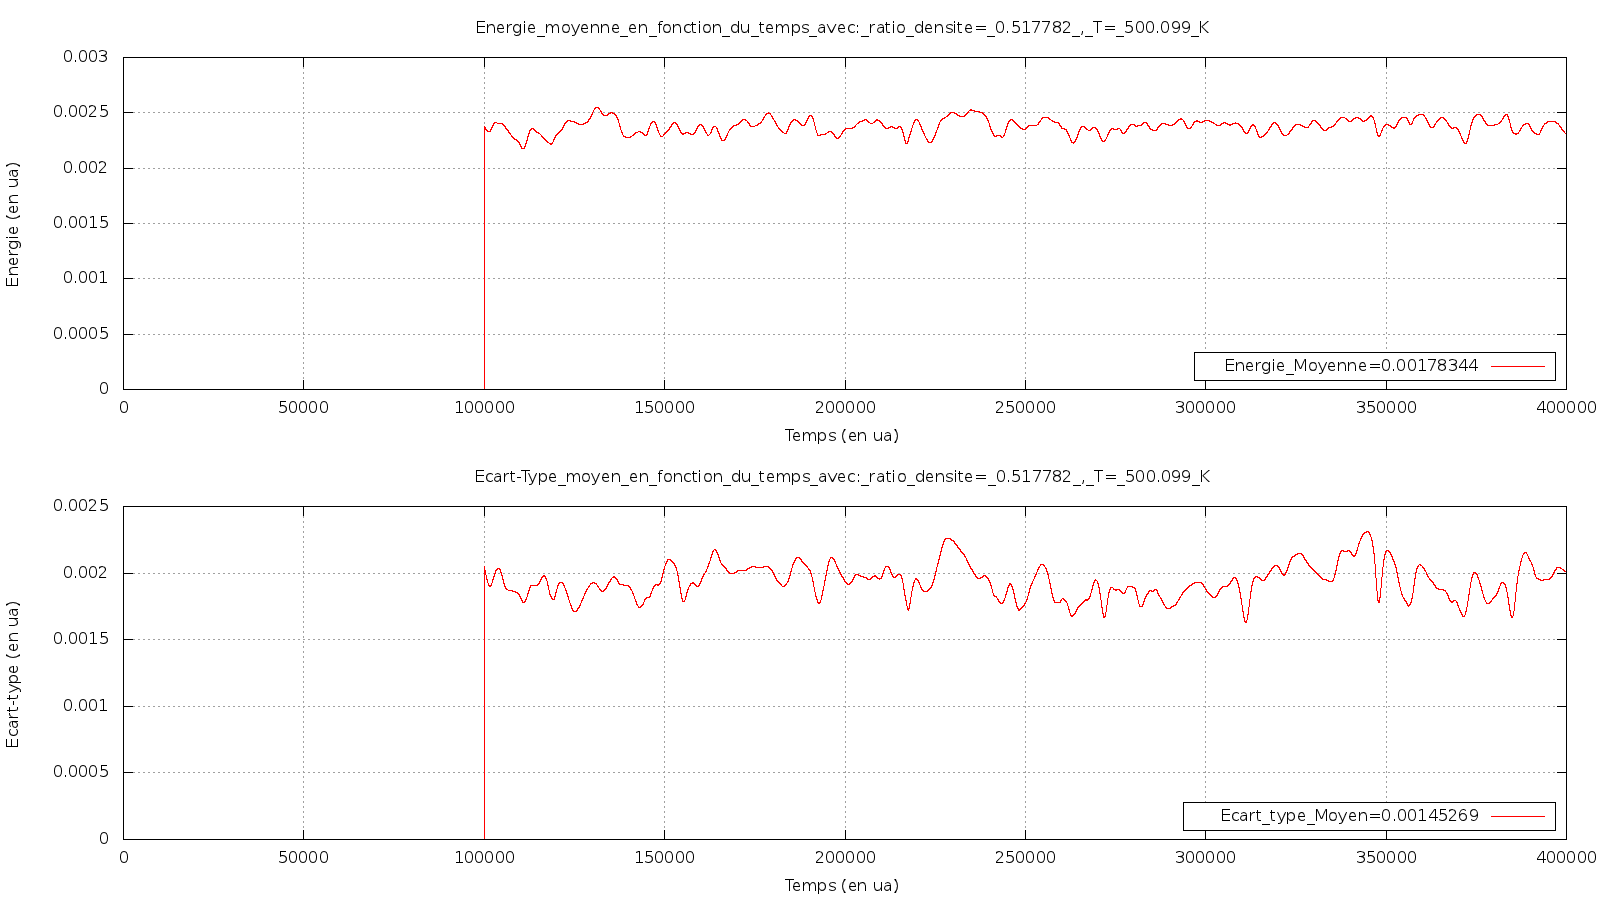 Energie_moyenne_en_fonction_du_temps_avec:_ratio_densite=_0.517782_,_T=_500.099_K
0.003
0.0025
0.002
0.0015
0.001
0.0005
0
Energie (en ua)
Energie_Moyenne=0.00178344
0 50000 100000 150000 200000 250000 300000 350000 400000
Temps (en ua)
Ecart-Type_moyen_en_fonction_du_temps_avec:_ratio_densite=_0.517782_,_T=_500.099_K
0.0025
0.002
0.0015
0.001
0.0005
0
Ecart-type (en ua)
Ecart_type_Moyen=0.00145269
0 50000 100000 150000 200000 250000 300000 350000 400000
Temps (en ua)